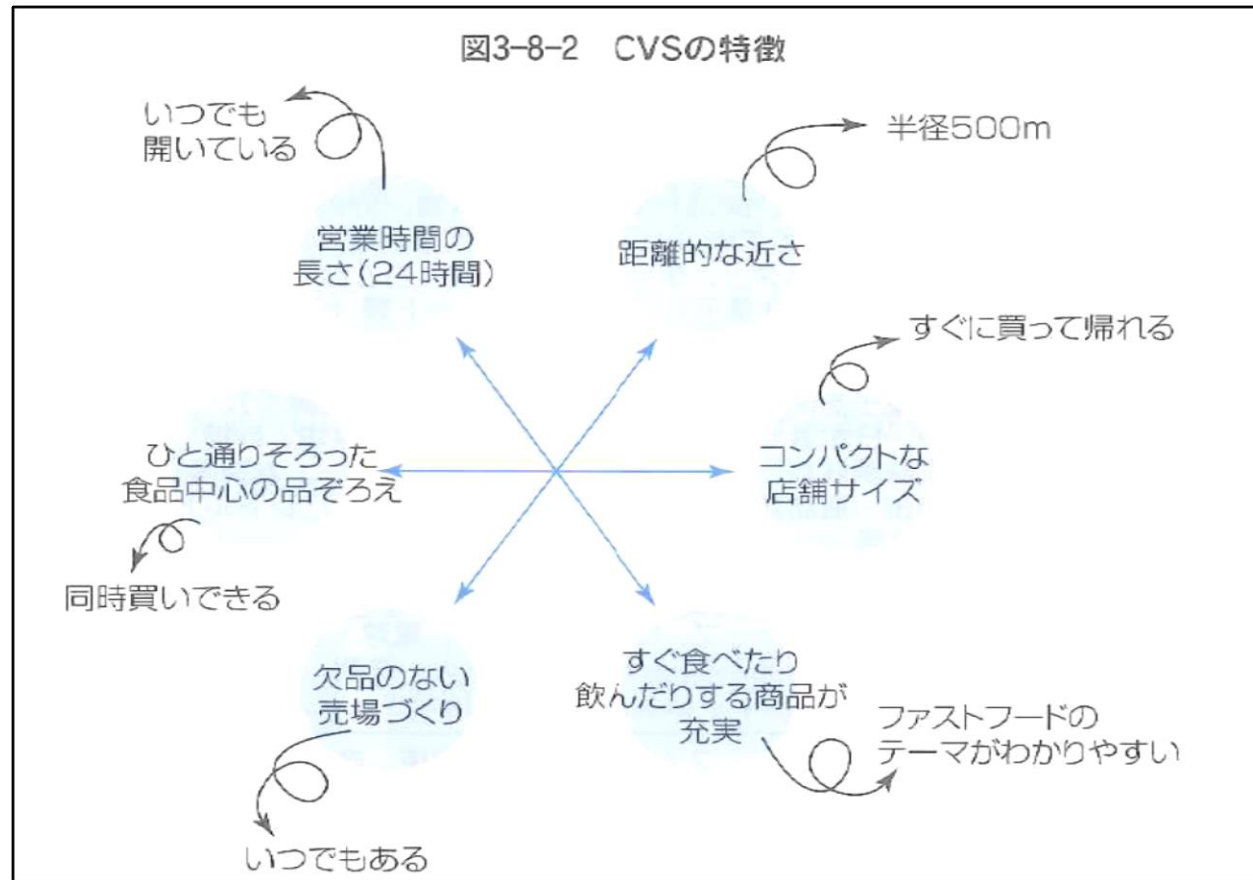 図3-8-2 CVSの特徴
いつでも
開いている
半径500m
営業時間の
長さ(24時間)
距離的な近さ
すぐに買って帰れる
ひと通りそろった
食品中心の品ぞろえ
コンパクトな
店舗サイズ
同時買いできる
欠品のない
売場づくり
すぐ食べたり
飲んだりする商品が
充実
ファストフードの
テーマがわかりやすい
いつでもある